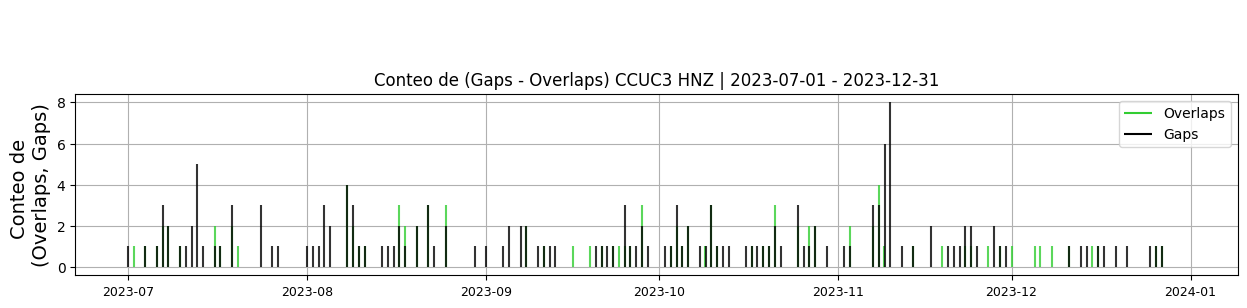 Conteo de (Gaps - Overlaps) CCUC3 HNZ | 2023-07-01 - 2023-12-31
Conteo de
(Overlaps, Gaps)
8
6
4
2
0
Overlaps
Gaps
2023-07
2023-08
2023-09
2023-10
2023-11
2023-12
2024-01